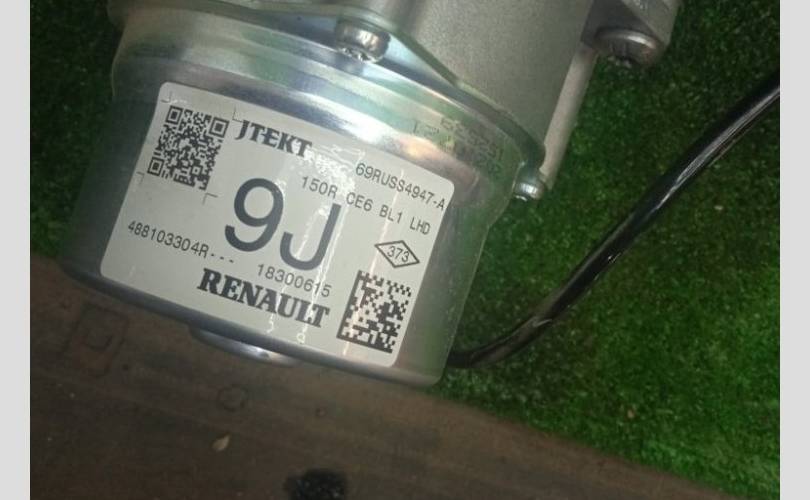 JTEKT
69RUSS4947-A
150R CE6 BL1 LHD
9J
373
488103304R---
18300615
RENAULT